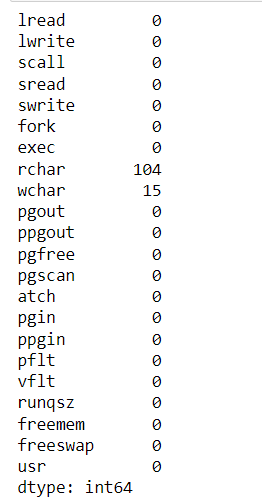 lread 0
lwrite 0
scall 0
sread 0
swrite 0
fork 0
exec 0
rchar 104
wchar 15
pgout 0
ppgout 0
pgfree 0
pgscan 0
atch 0
pgin 0
ppgin 0
pflt 0
vflt 0
runqsz 0
freemem 0
freeswap 0
usr 0
dtype: int64